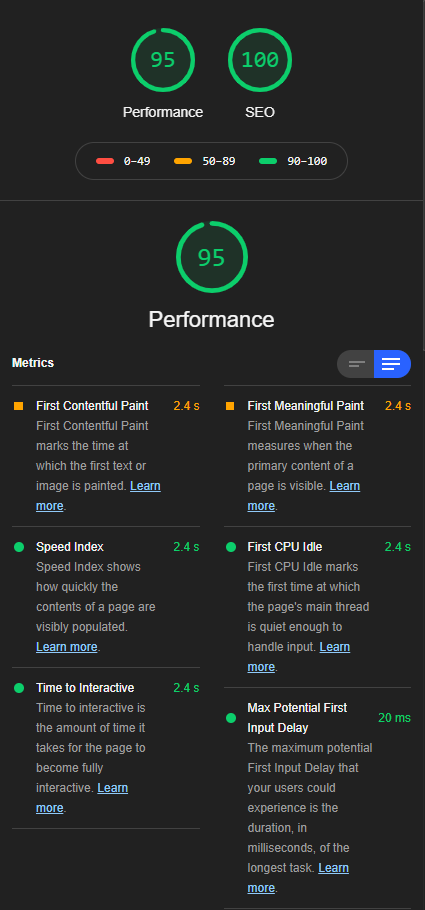 95
100
Performance
SEO
0–49
50–89
90–100
95
Performance
Metrics
First Contentful Paint
2.4 s
First Contentful Paint
marks the time at
which the first text or
image is painted. Learn
more.
First Meaningful Paint
2.4 s
First Meaningful Paint
measures when the
primary content of a
page is visible. Learn
more.
Speed Index
2.4 s
Speed Index shows
how quickly the
contents of a page are
visibly populated.
Learn more.
First CPU Idle
2.4 s
First CPU Idle marks
the first time at which
the page's main thread
is quiet enough to
handle input. Learn
more.
Time to Interactive
2.4 s
Time to interactive is
the amount of time it
takes for the page to
become fully
interactive. Learn
more.
Max Potential First
Input Delay
20 ms
The maximum potential
First Input Delay that
your users could
experience is the
duration, in
milliseconds, of the
longest task. Learn
more.